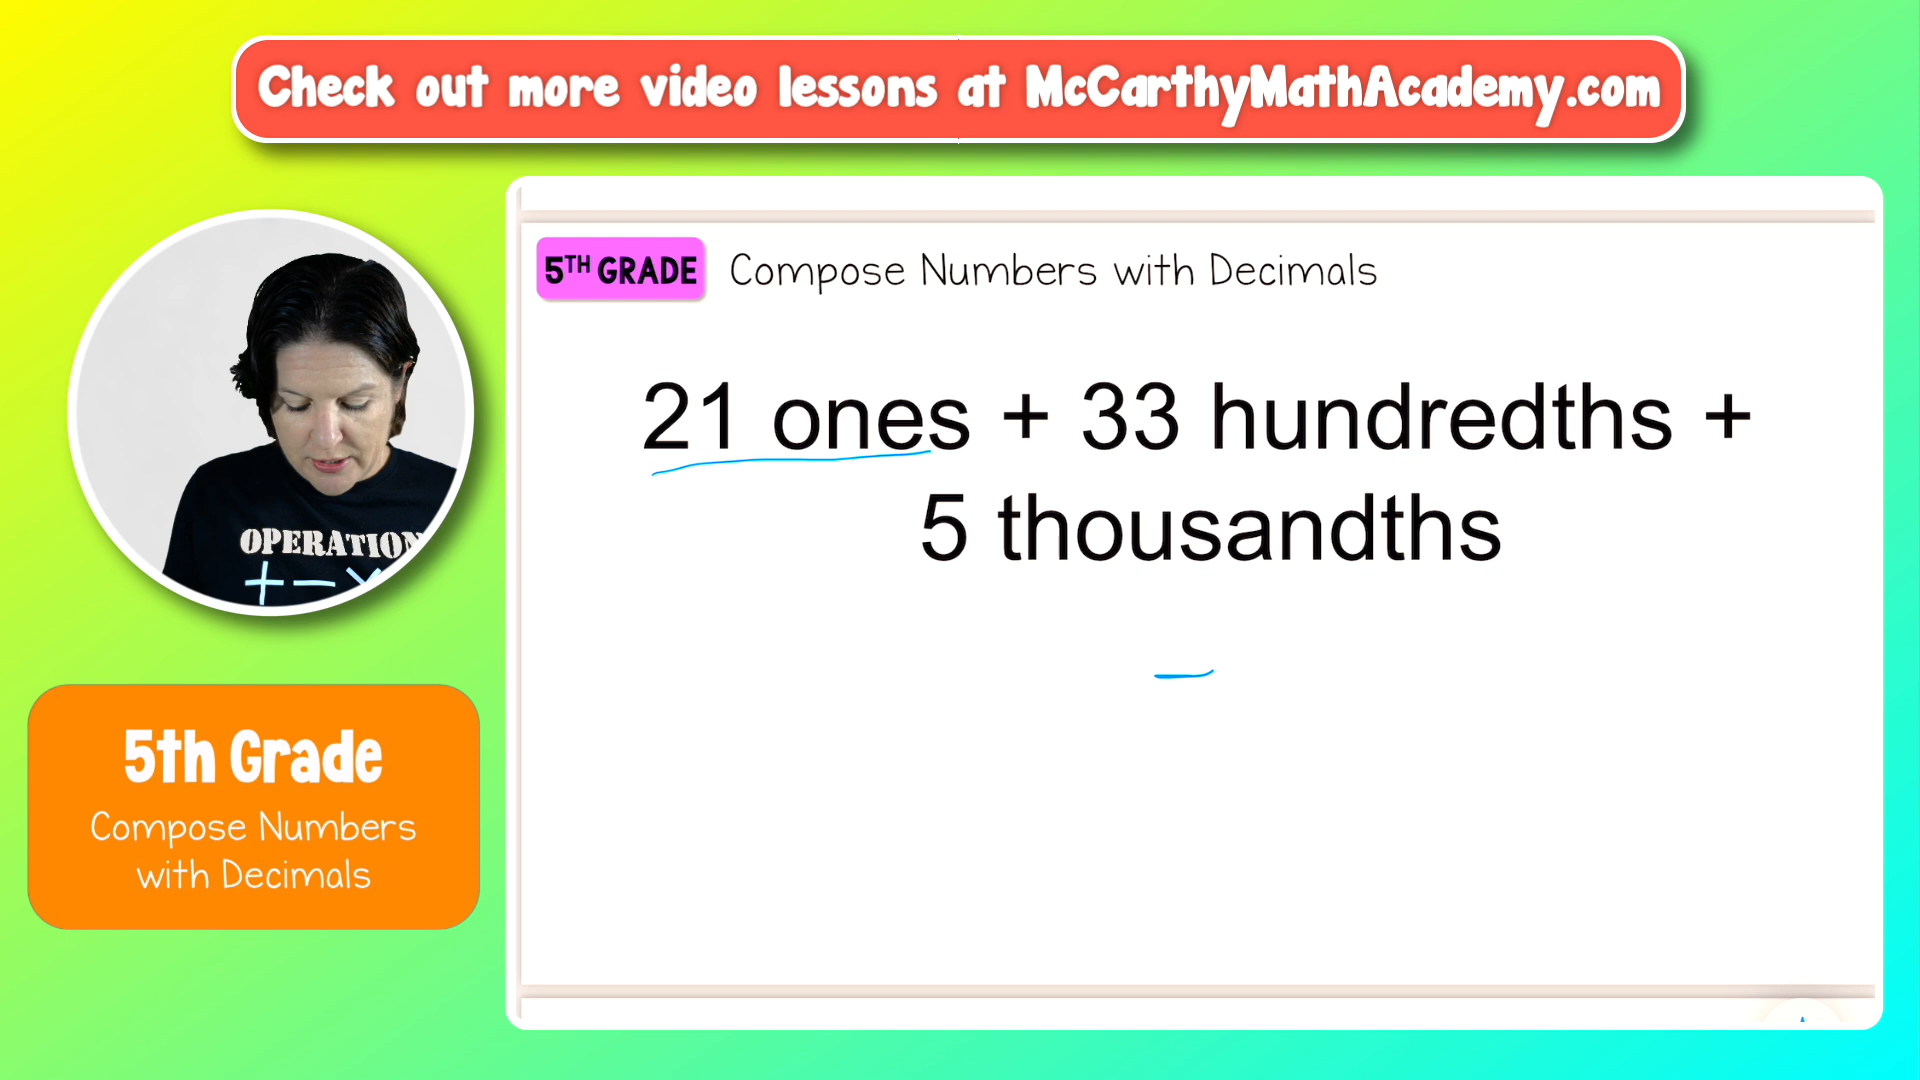 Check out more video lessons at McCarthyMathAcademy.com
5TH GRADE Compose Numbers with Decimals
21 ones + 33 hundredths +
5 thousandths
OPERATION
+ − ×
5th Grade
Compose Numbers
with Decimals